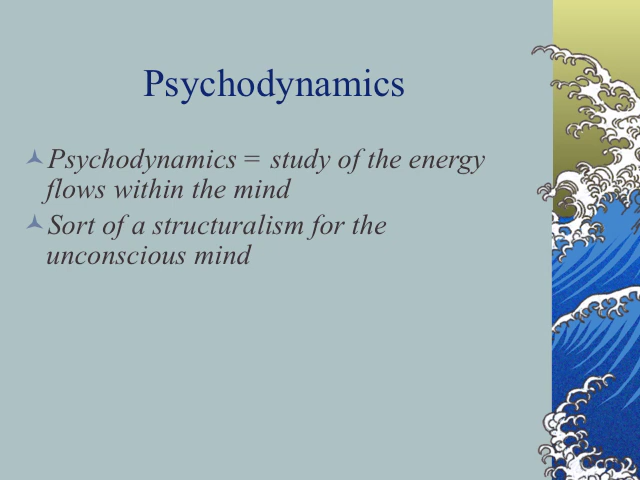 Psychodynamics
Psychodynamics = study of the energy
flows within the mind
Sort of a structuralism for the
unconscious mind